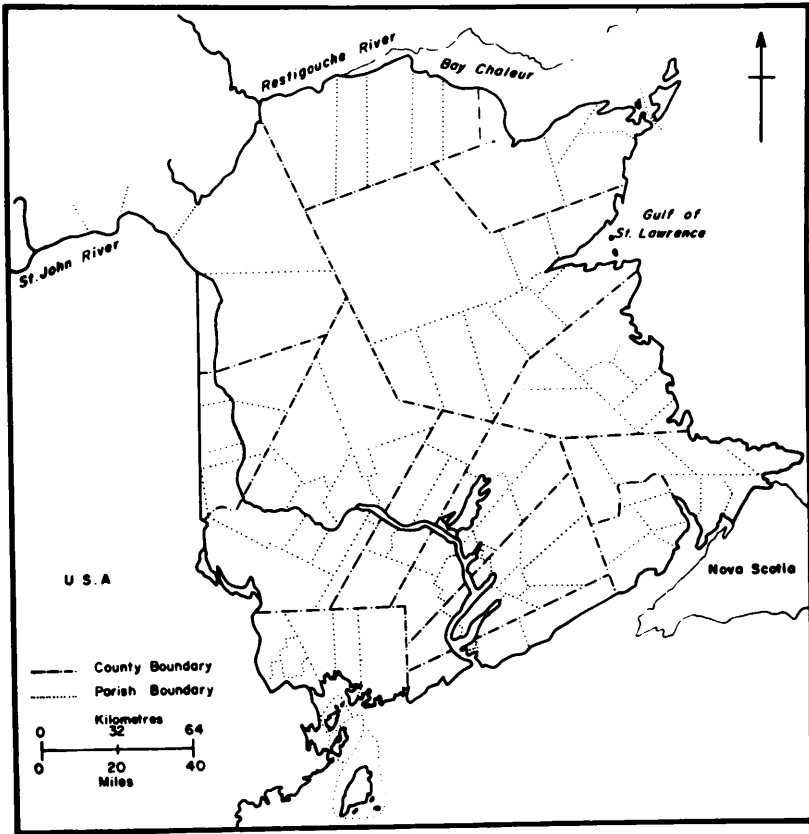 Restigouche River
Bay Chaleur
Gulf of
St. Lawrence
St. John River
U S.A
Nova Scotia
County Boundary
Parish Boundary
Kilometres
0 32 64
0 20 40
Miles